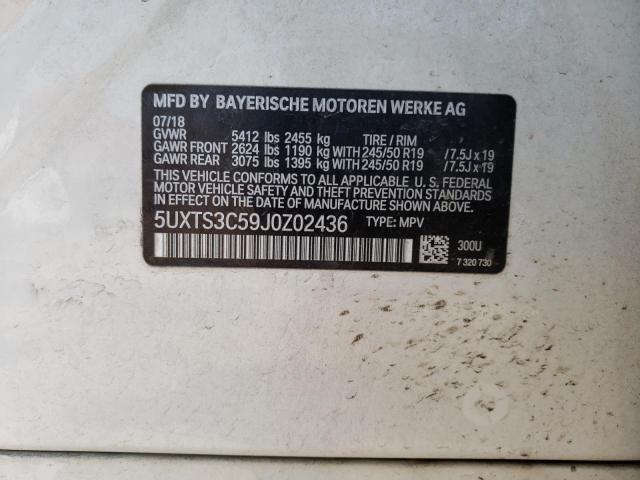 MFD BY BAYERISCHE MOTOREN WERKE AG
07/18
GVWR 5412 lbs 2455 kg TIRE / RIM
GAWR FRONT 2624 lbs 1190 kg WITH 245/50 R19 /7.5J x 19
GAWR REAR 3075 lbs 1395 kg WITH 245/50 R19 /7.5J x 19
THIS VEHICLE CONFORMS TO ALL APPLICABLE U. S. FEDERAL
MOTOR VEHICLE SAFETY AND THEFT PREVENTION STANDARDS
IN EFFECT ON THE DATE OF MANUFACTURE SHOWN ABOVE.
5UXTS3C59J0Z02436 TYPE: MPV
300U
7 320 730